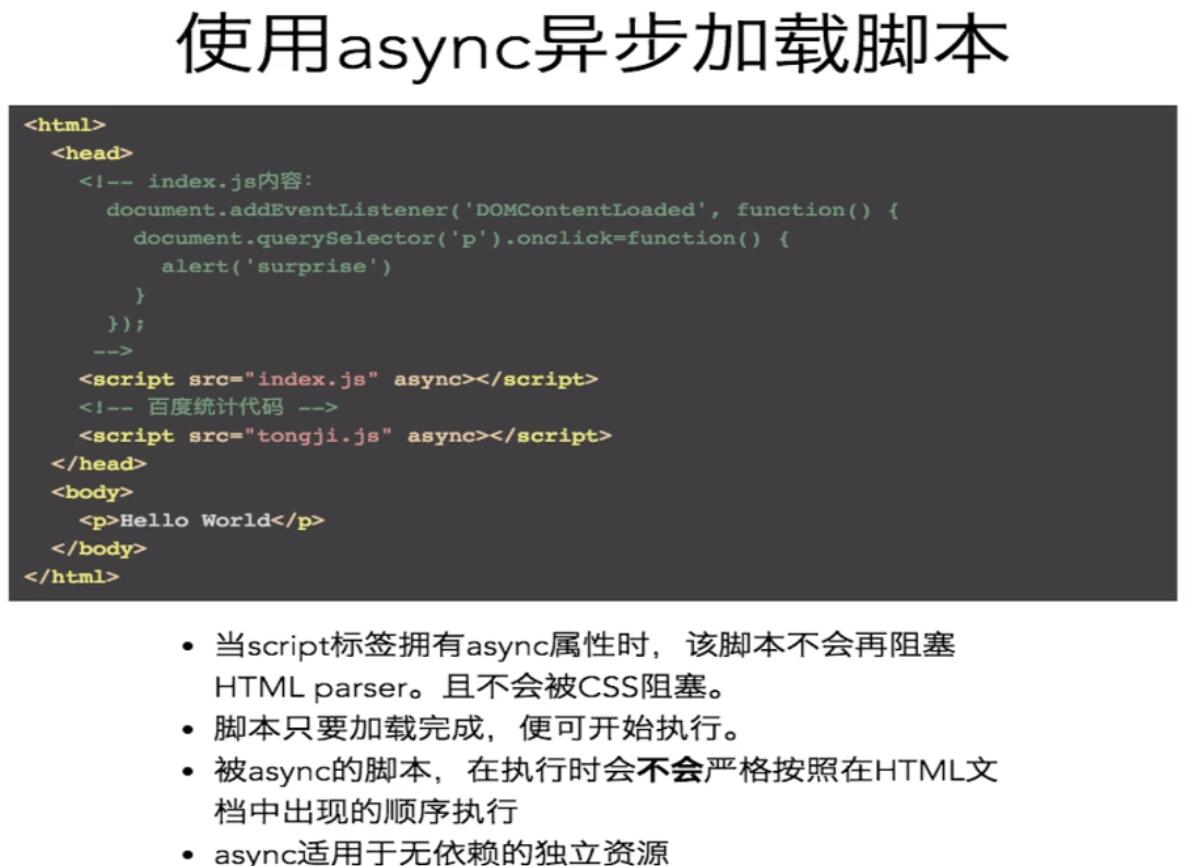 使用async异步加载脚本
<html>
<head>
<!-- index.js内容:
document.addEventListener('DOMContentLoaded', function() {
document.querySelector('p').onclick=function() {
alert('surprise')
}
});
-->
<script src="index.js" async></script>
<!-- 百度统计代码 -->
<script src="tongji.js" async></script>
</head>
<body>
<p>Hello World</p>
</body>
</html>
• 当script标签拥有async属性时，该脚本不会再阻塞
HTML parser。且不会被CSS阻塞。
• 脚本只要加载完成，便可开始执行。
• 被async的脚本，在执行时会不会严格按照在HTML文
档中出现的顺序执行
• async适用于无依赖的独立资源